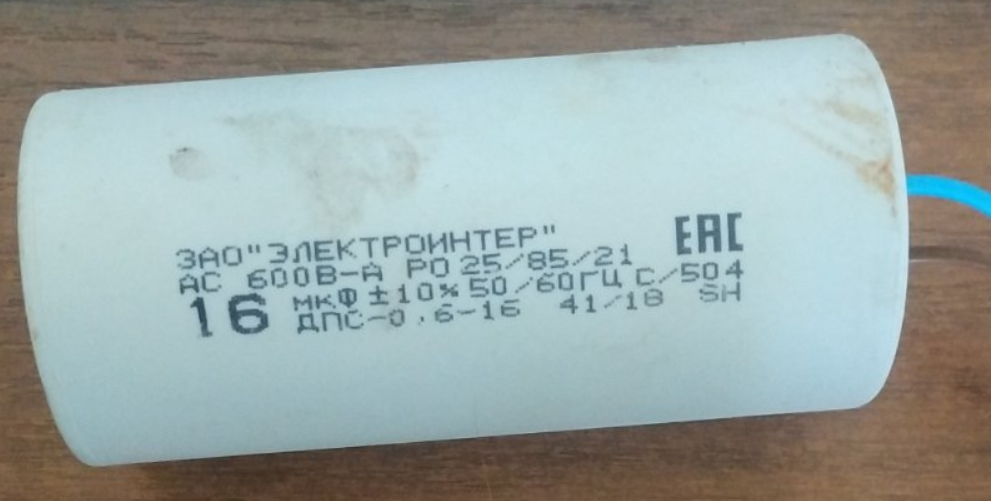 ЗАО"ЭЛЕКТРОИНТЕР" EAC
АС 600В-А РО 25/85/21
16 мкФ ±10% 50/60ГЦ С/504
ДПС-0,6-16 41/18 SH